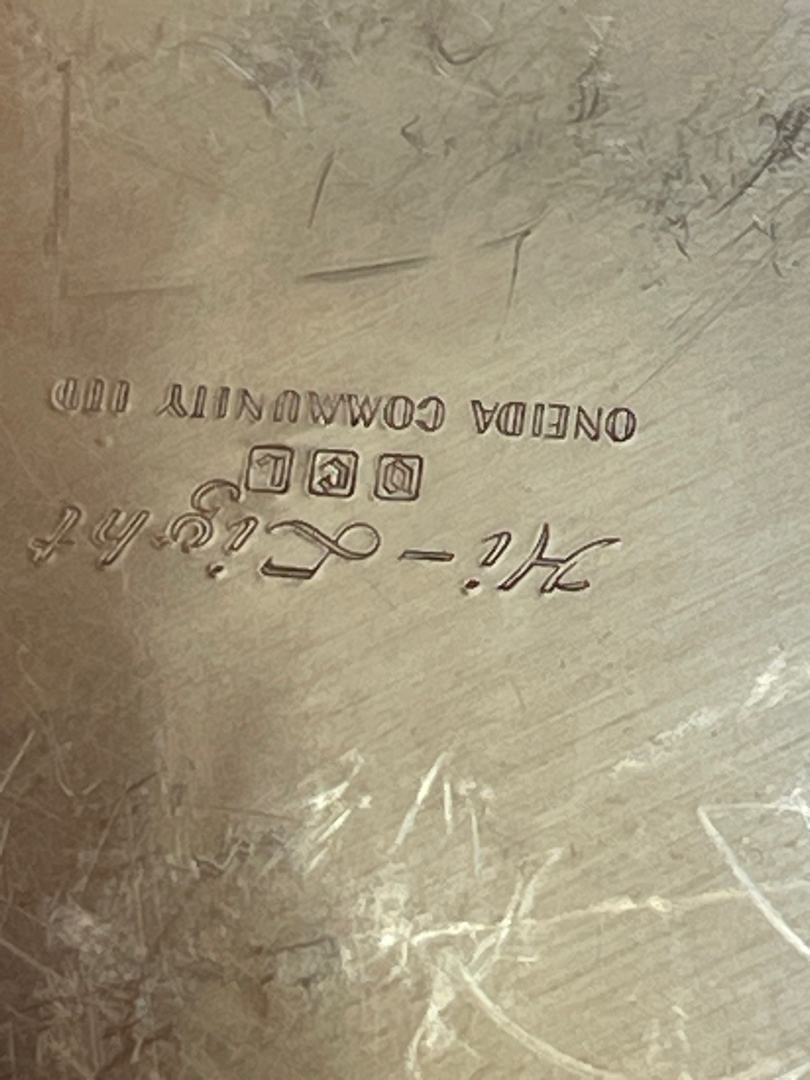 Hi-Light
O C L
ONEIDA COMMUNITY LTD